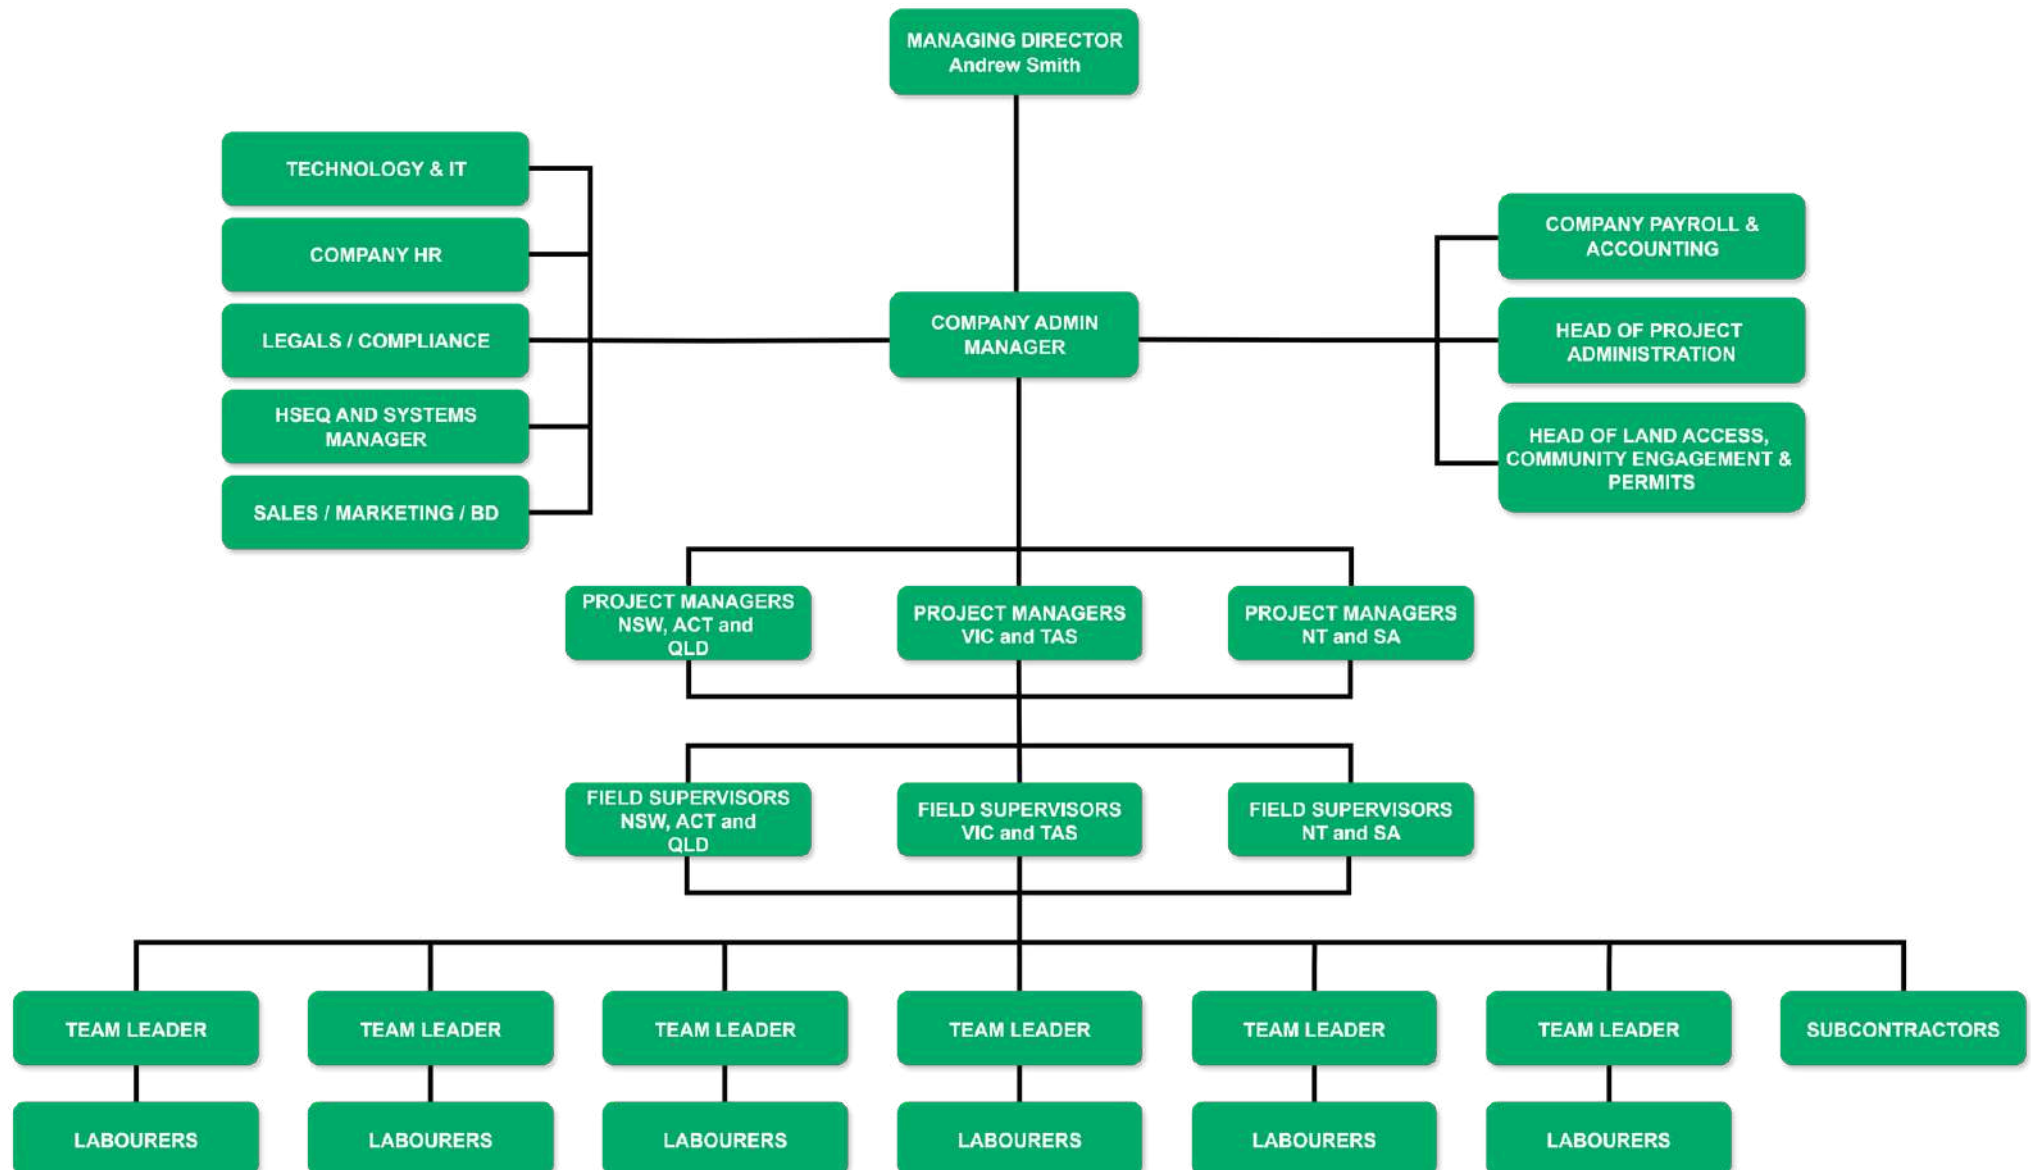 MANAGING DIRECTOR
Andrew Smith
TECHNOLOGY & IT
COMPANY HR
LEGALS / COMPLIANCE
HSEQ AND SYSTEMS
MANAGER
SALES / MARKETING / BD
COMPANY ADMIN
MANAGER
COMPANY PAYROLL &
ACCOUNTING
HEAD OF PROJECT
ADMINISTRATION
HEAD OF LAND ACCESS,
COMMUNITY ENGAGEMENT &
PERMITS
PROJECT MANAGERS
NSW, ACT and
QLD
PROJECT MANAGERS
VIC and TAS
PROJECT MANAGERS
NT and SA
FIELD SUPERVISORS
NSW, ACT and
QLD
FIELD SUPERVISORS
VIC and TAS
FIELD SUPERVISORS
NT and SA
TEAM LEADER
TEAM LEADER
TEAM LEADER
TEAM LEADER
TEAM LEADER
TEAM LEADER
SUBCONTRACTORS
LABOURERS
LABOURERS
LABOURERS
LABOURERS
LABOURERS
LABOURERS